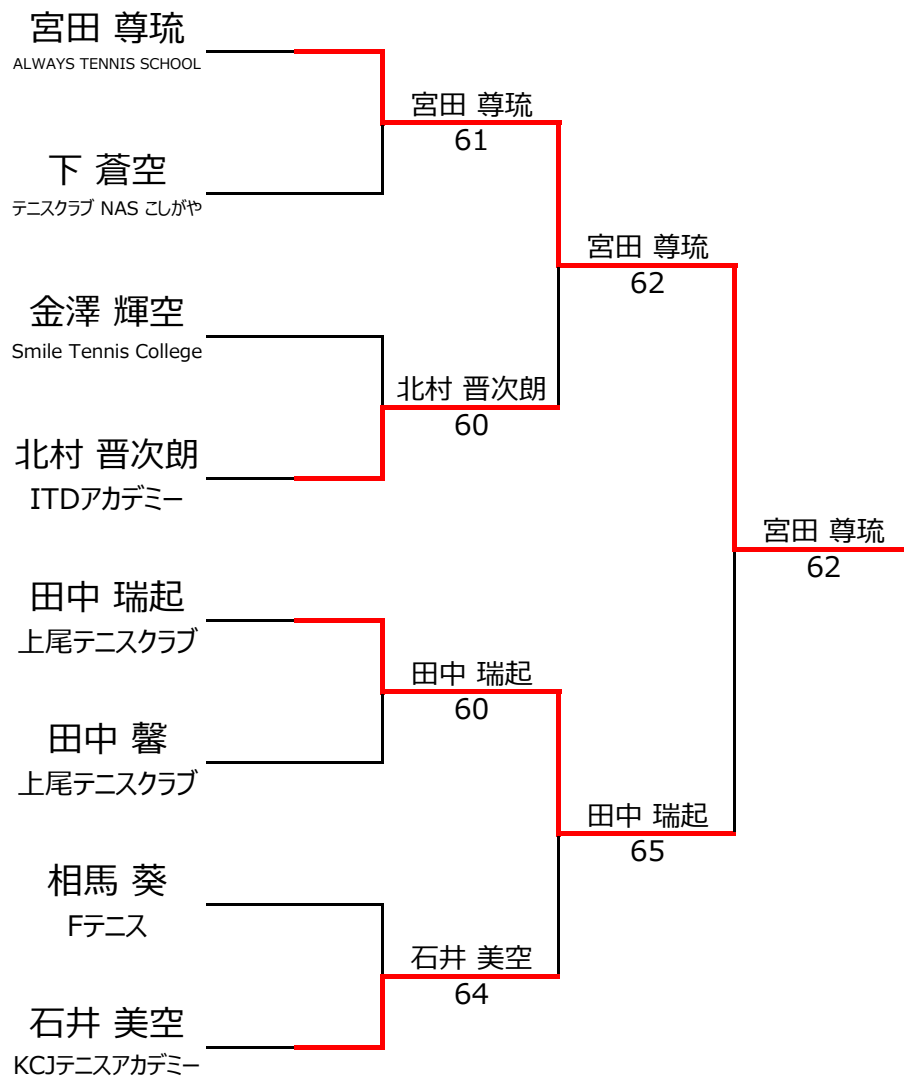 宮田 尊琉
ALWAYS TENNIS SCHOOL
宮田 尊琉
61
下 蒼空
テニスクラブ NAS こしがや
宮田 尊琉
62
金澤 輝空
Smile Tennis College
北村 晋次朗
60
北村 晋次朗
ITDアカデミー
宮田 尊琉
62
田中 瑞起
上尾テニスクラブ
田中 瑞起
60
田中 馨
上尾テニスクラブ
田中 瑞起
65
相馬 葵
Fテニス
石井 美空
64
石井 美空
KCJテニスアカデミー